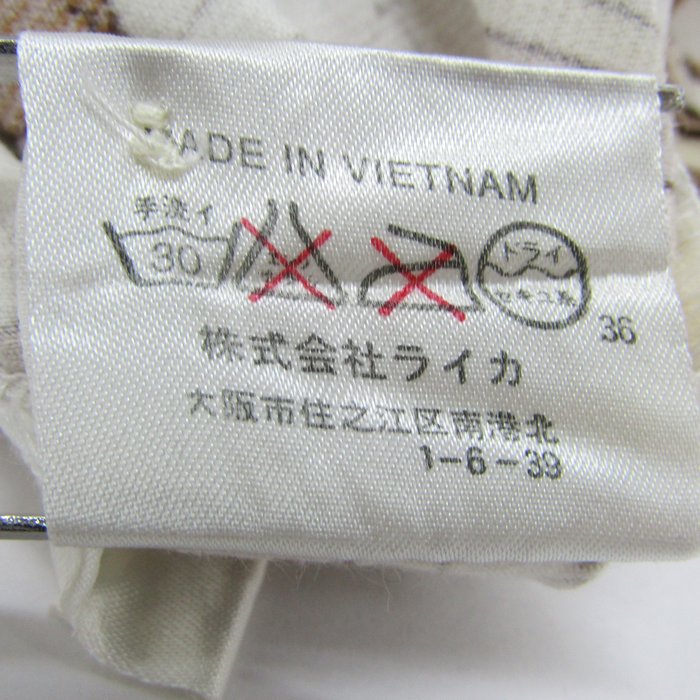 MADE IN VIETNAM
手洗イ
30
ドライ
セキユ系
36
株式会社ライカ
大阪市住之江区南港北
1-6-39